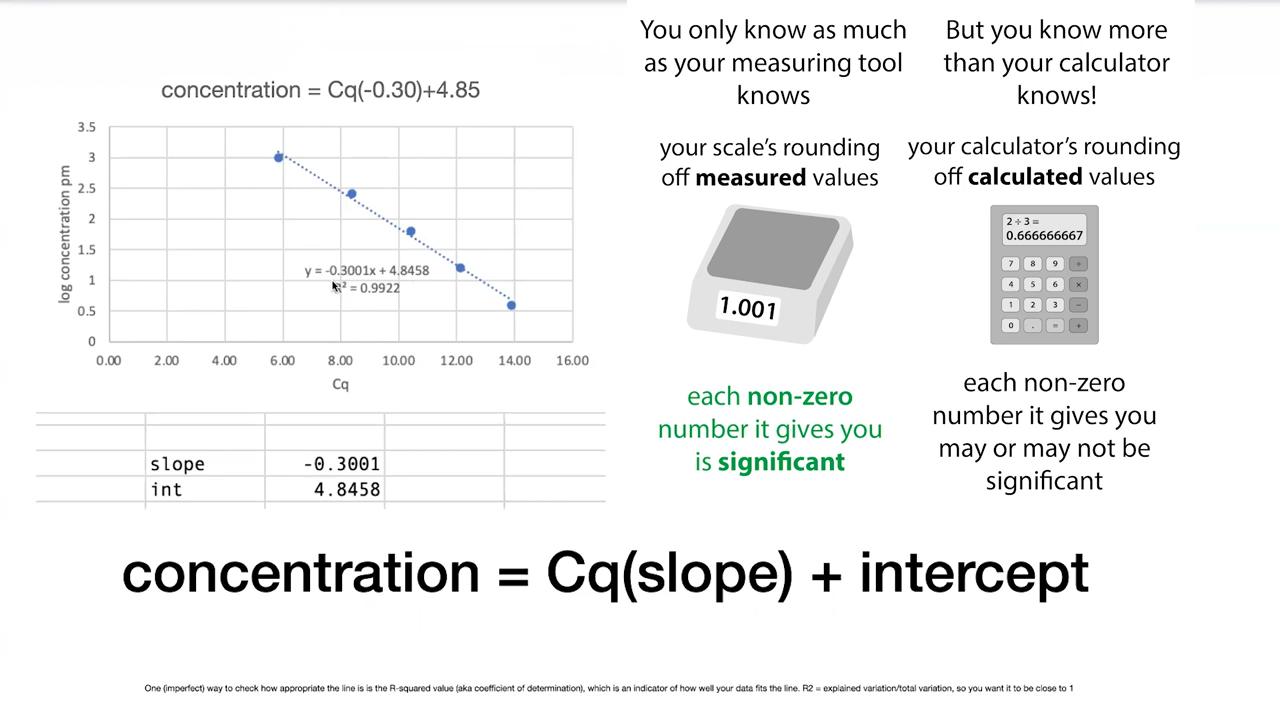 You only know as much
as your measuring tool
knows
But you know more
than your calculator
knows!
concentration = Cq(-0.30)+4.85
your scale's rounding
off measured values
your calculator's rounding
off calculated values
3.5
3
2.5
2
1.5
1
0.5
0
log concentration pm
y = -0.3001x + 4.8458
R² = 0.9922
0.00 2.00 4.00 6.00 8.00 10.00 12.00 14.00 16.00
Cq
1.001
2 ÷ 3 =
0.666666667
7 8 9 ÷
4 5 6 ×
1 2 3 −
0 . = +
each non-zero
number it gives you
is significant
each non-zero
number it gives you
may or may not be
significant
slope -0.3001
int 4.8458
concentration = Cq(slope) + intercept
One (imperfect) way to check how appropriate the line is is the R-squared value (aka coefficient of determination), which is an indicator of how well your data fits the line. R2 = explained variation/total variation, so you want it to be close to 1